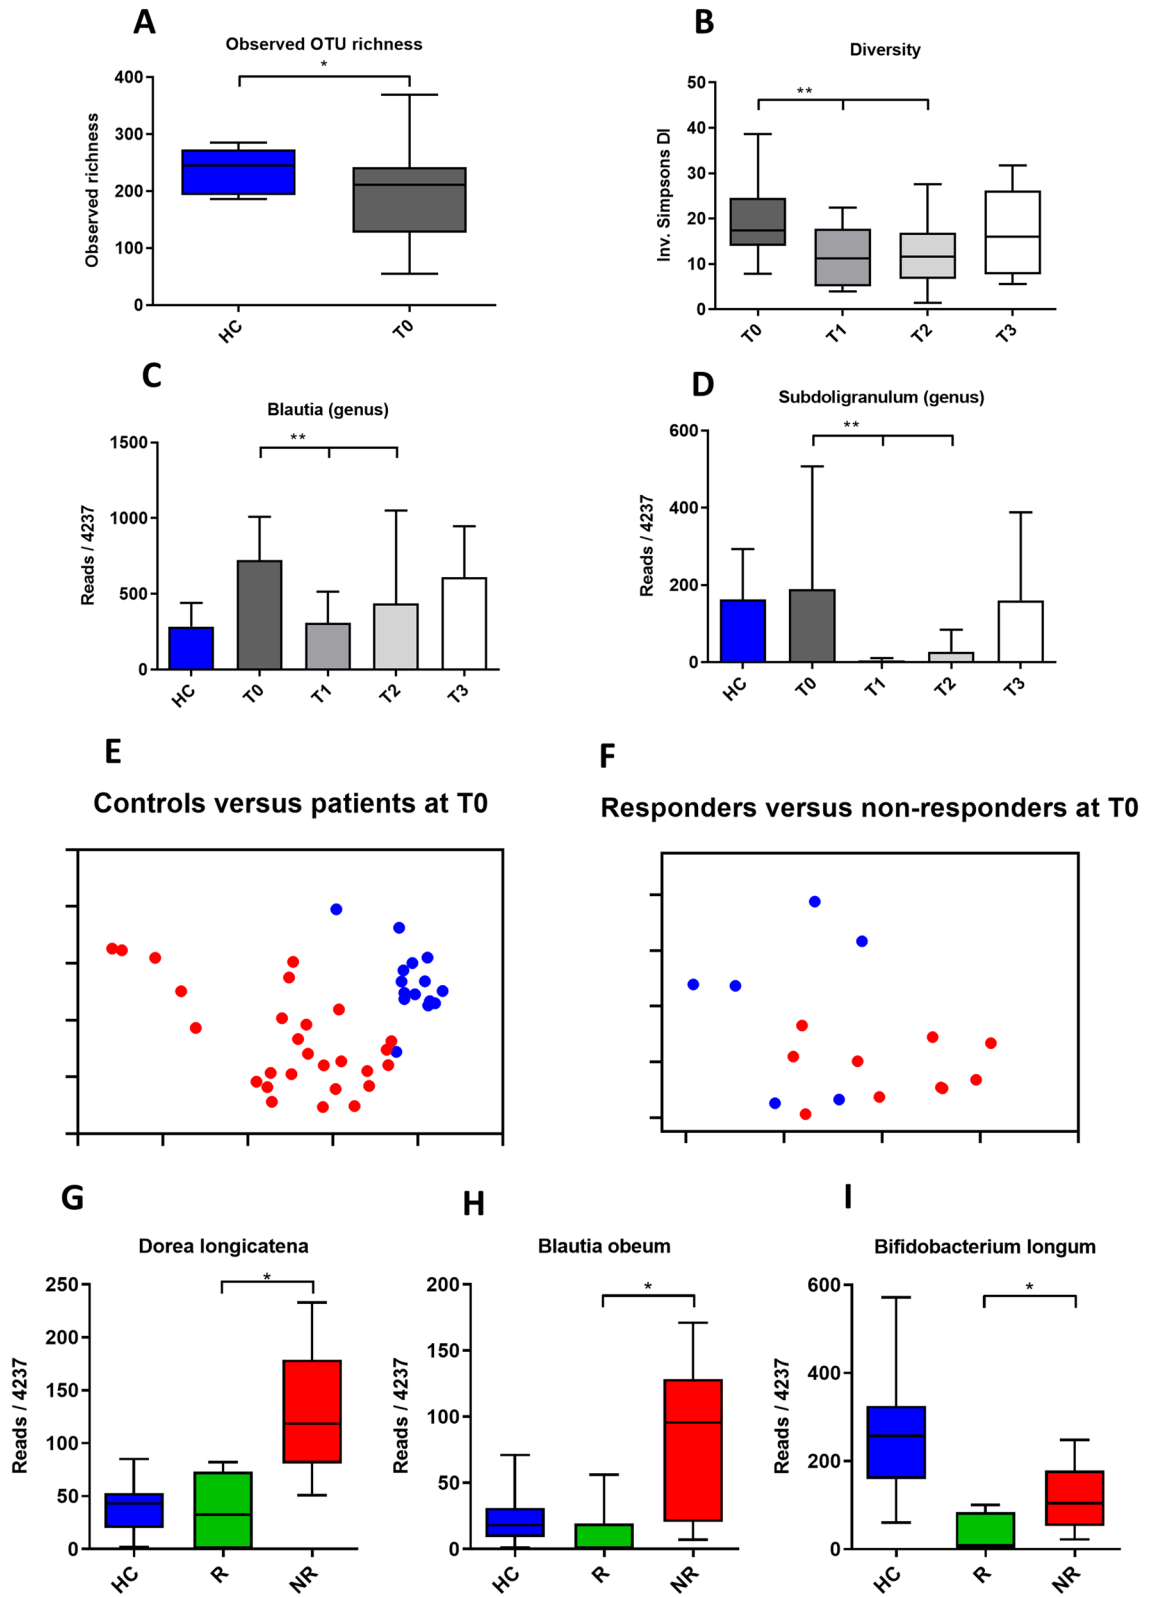 A
Observed OTU richness
*
Observed richness
400
300
200
100
0
HC
T0
B
Diversity
**
Inv. Simpsons DI
50
40
30
20
10
0
T0
T1
T2
T3
C
Blautia (genus)
**
Reads / 4237
1500
1000
500
0
HC
T0
T1
T2
T3
D
Subdoligranulum (genus)
**
Reads / 4237
600
400
200
0
HC
T0
T1
T2
T3
E
Controls versus patients at T0
F
Responders versus non-responders at T0
G
Dorea longicatena
*
Reads / 4237
250
200
150
100
50
0
HC
R
NR
H
Blautia obeum
*
Reads / 4237
200
150
100
50
0
HC
R
NR
I
Bifidobacterium longum
*
Reads / 4237
600
400
200
0
HC
R
NR